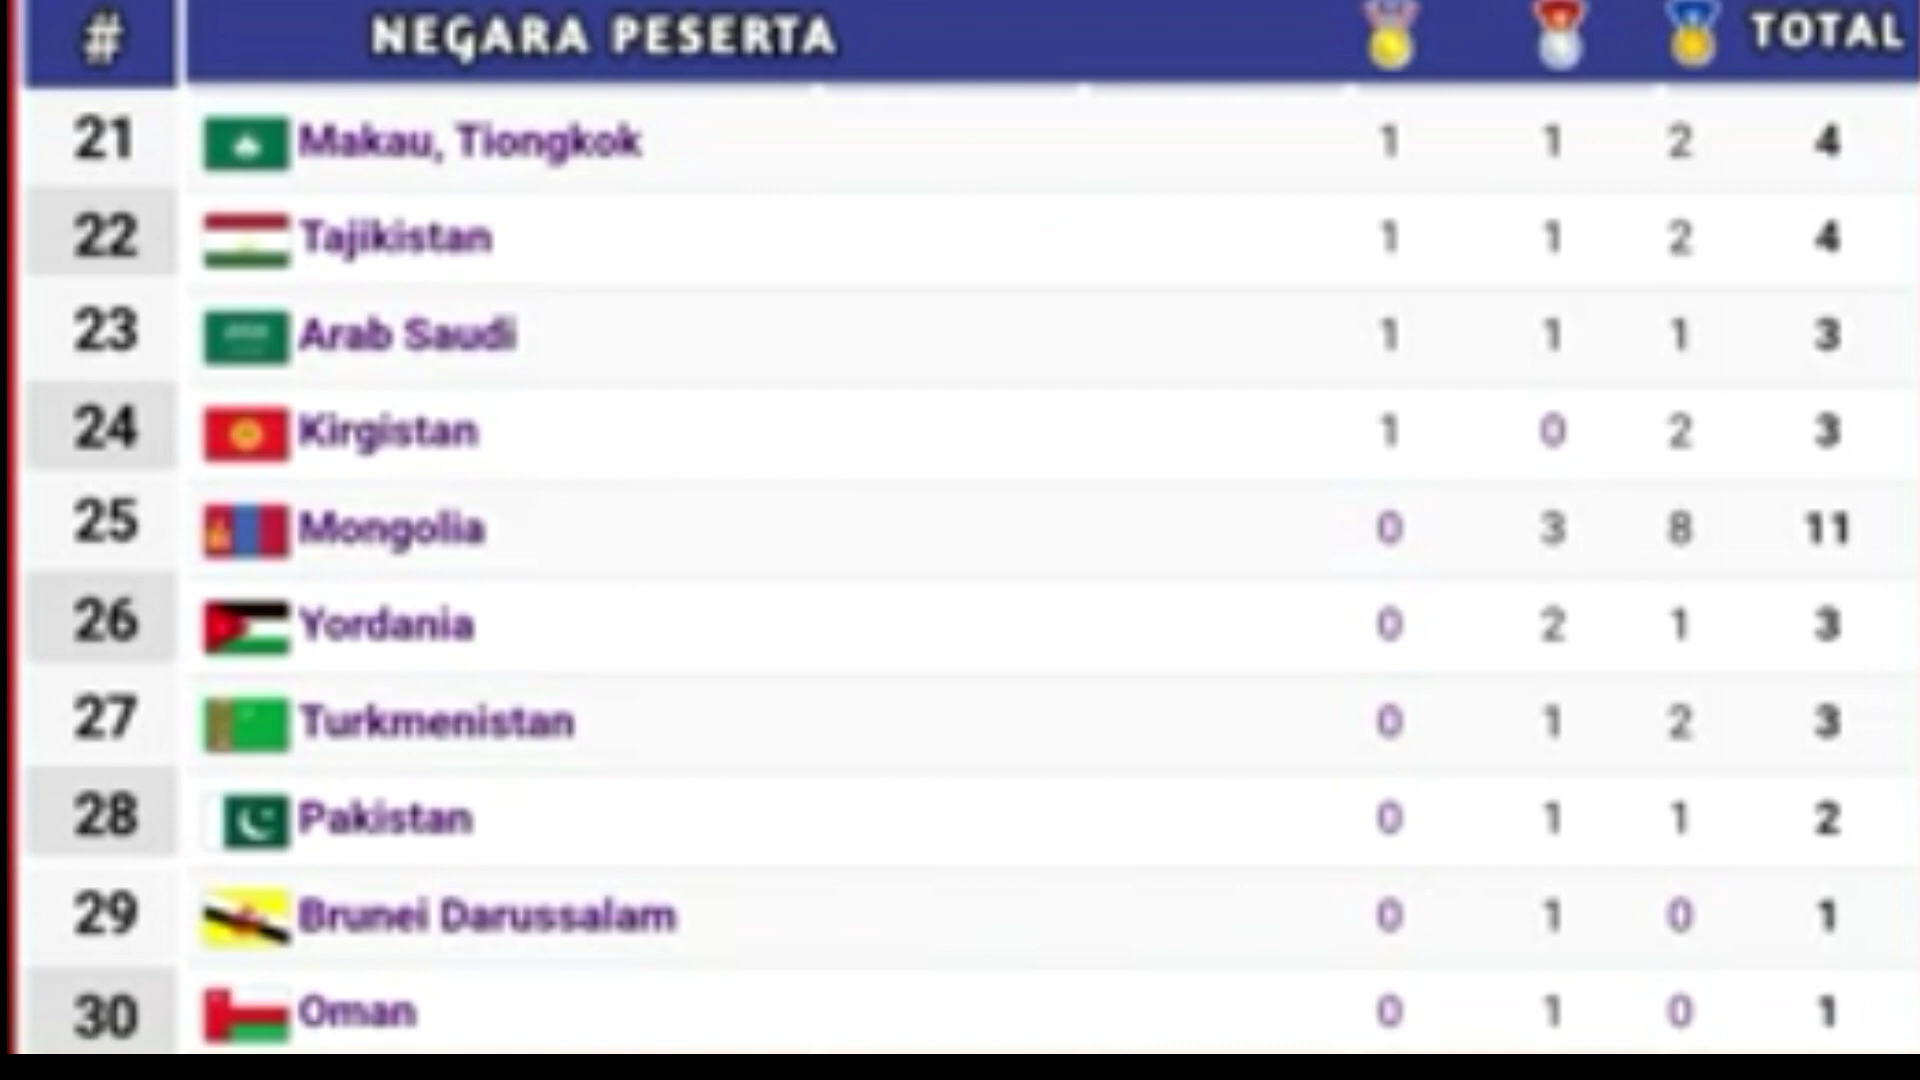 # NEGARA PESERTA TOTAL
21 Makau, Tiongkok 1 1 2 4
22 Tajikistan 1 1 2 4
23 Arab Saudi 1 1 1 3
24 Kirgistan 1 0 2 3
25 Mongolia 0 3 8 11
26 Yordania 0 2 1 3
27 Turkmenistan 0 1 2 3
28 Pakistan 0 1 1 2
29 Brunei Darussalam 0 1 0 1
30 Oman 0 1 0 1